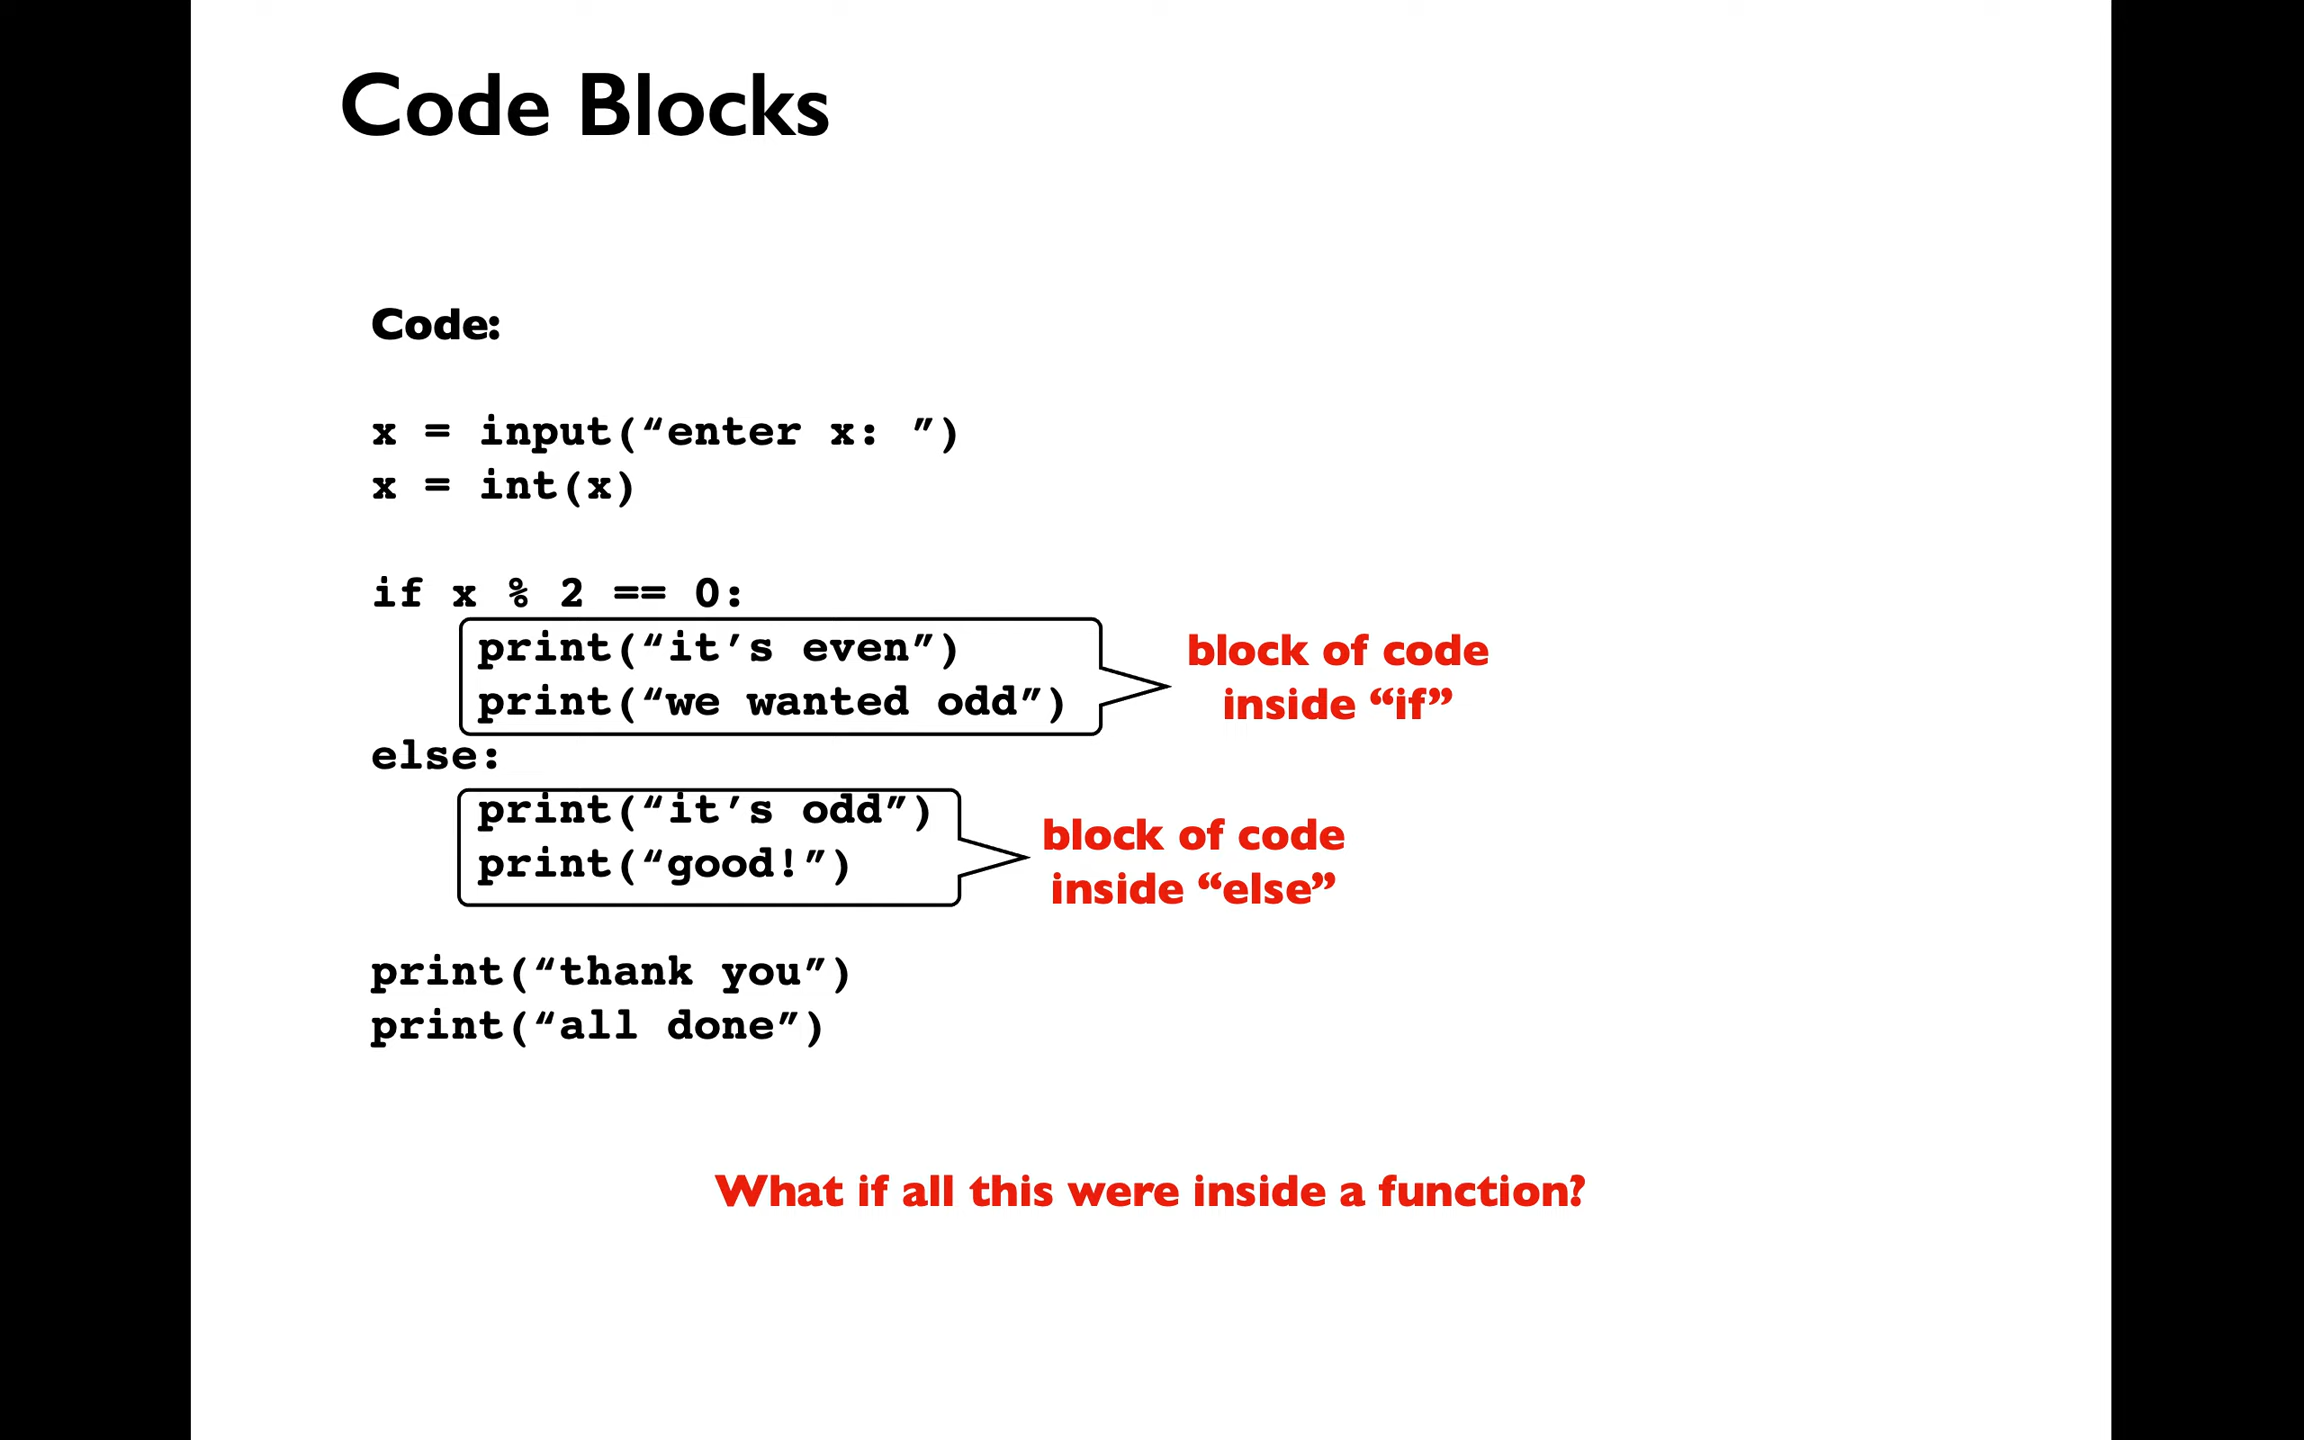 Code Blocks
Code:
x = input(“enter x: ”)
x = int(x)
if x % 2 == 0:
print(“it’s even”)
print(“we wanted odd”)
block of code
inside “if”
else:
print(“it’s odd”)
print(“good!”)
block of code
inside “else”
print(“thank you”)
print(“all done”)
What if all this were inside a function?